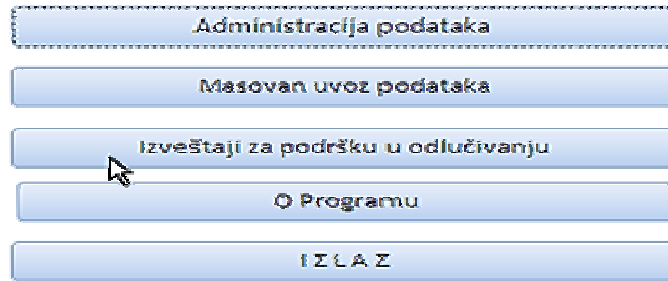 Administracija podataka
Masovan uvoz podataka
Izveštaji za podršku u odlučivanju
O Programu
I Z L A Z